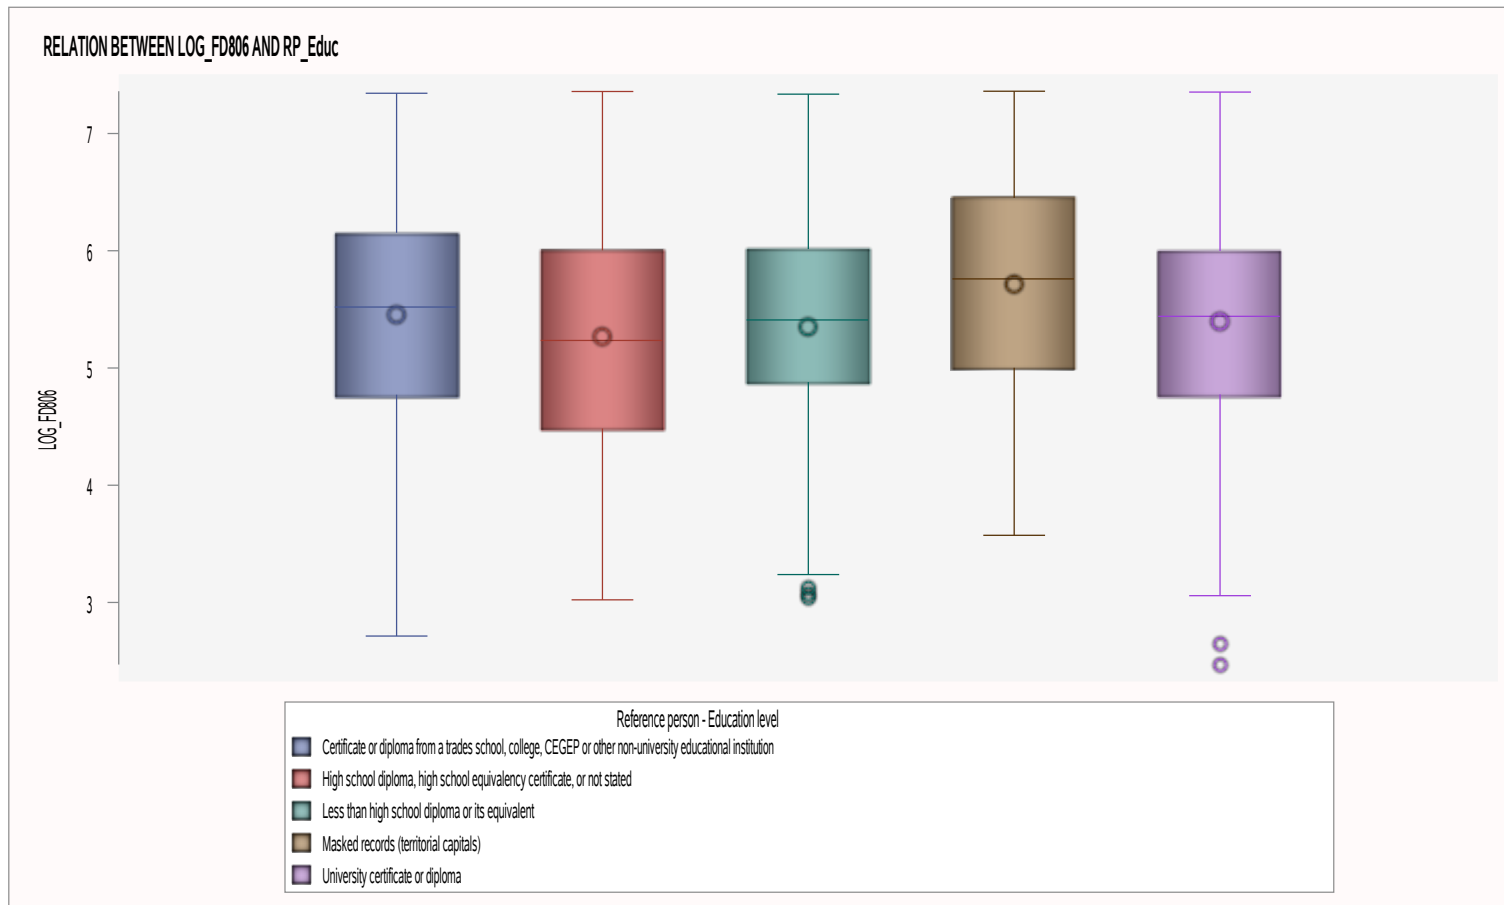 RELATION BETWEEN LOG_FD806 AND RP_Educ
7
6
5
4
3
LOG_FD806
Reference person - Education level
Certificate or diploma from a trades school, college, CEGEP or other non-university educational institution
High school diploma, high school equivalency certificate, or not stated
Less than high school diploma or its equivalent
Masked records (territorial capitals)
University certificate or diploma